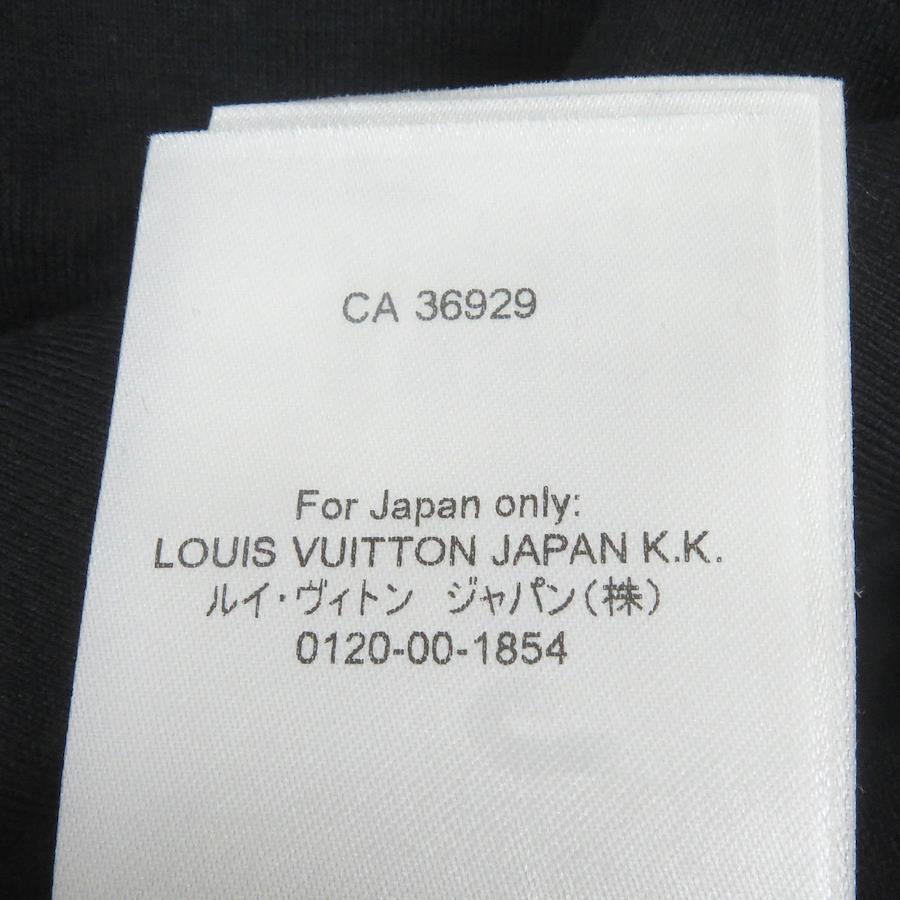 CA 36929
For Japan only:
LOUIS VUITTON JAPAN K.K.
ルイ・ヴィトン　ジャパン(株)
0120-00-1854